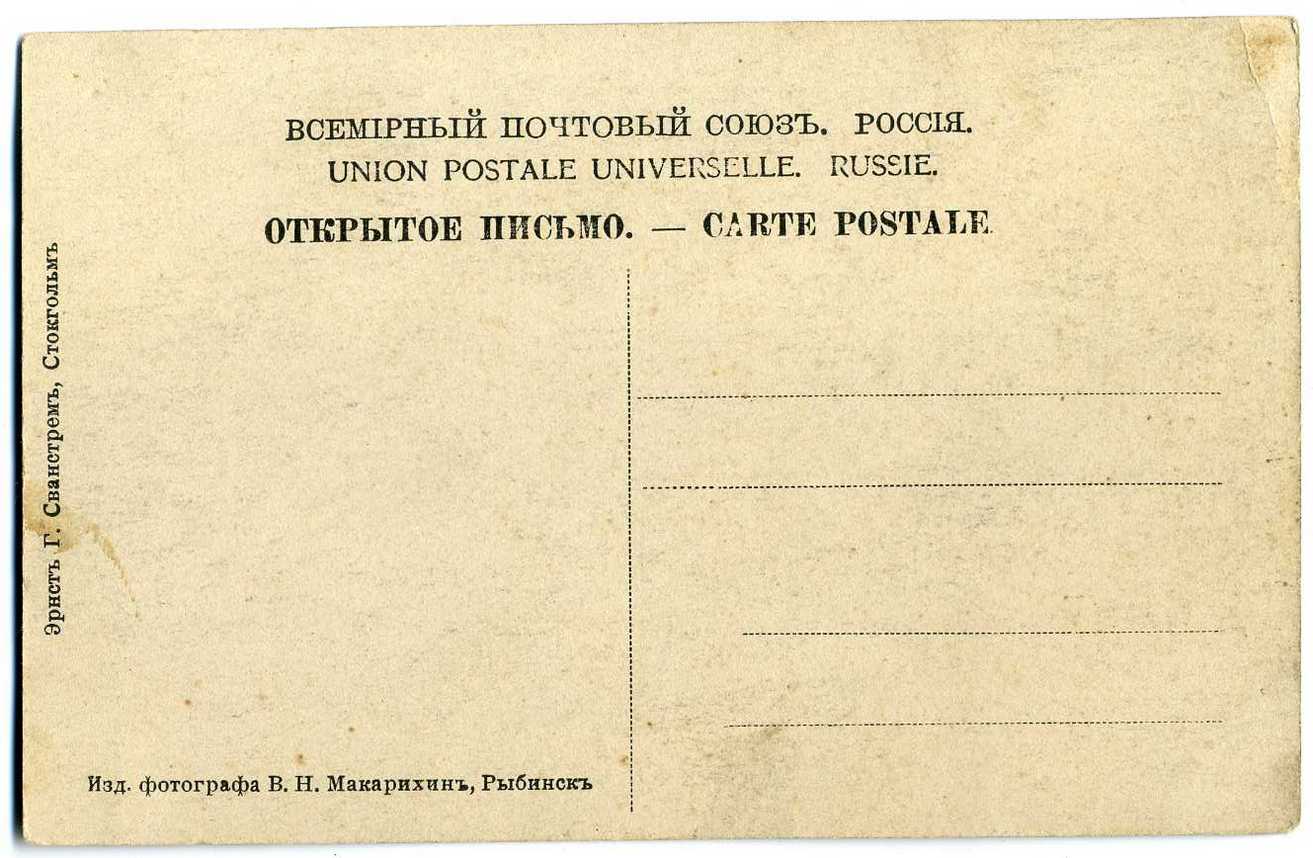 ВСЕМІРНЫЙ ПОЧТОВЫЙ СОЮЗЪ. РОССІЯ.
UNION POSTALE UNIVERSELLE. RUSSIE.
ОТКРЫТОЕ ПИСЬМО. — CARTE POSTALE.
Эрнстъ Г. Сванстремъ, Стокгольмъ
Изд. фотографа В. Н. Макарихинъ, Рыбинскъ